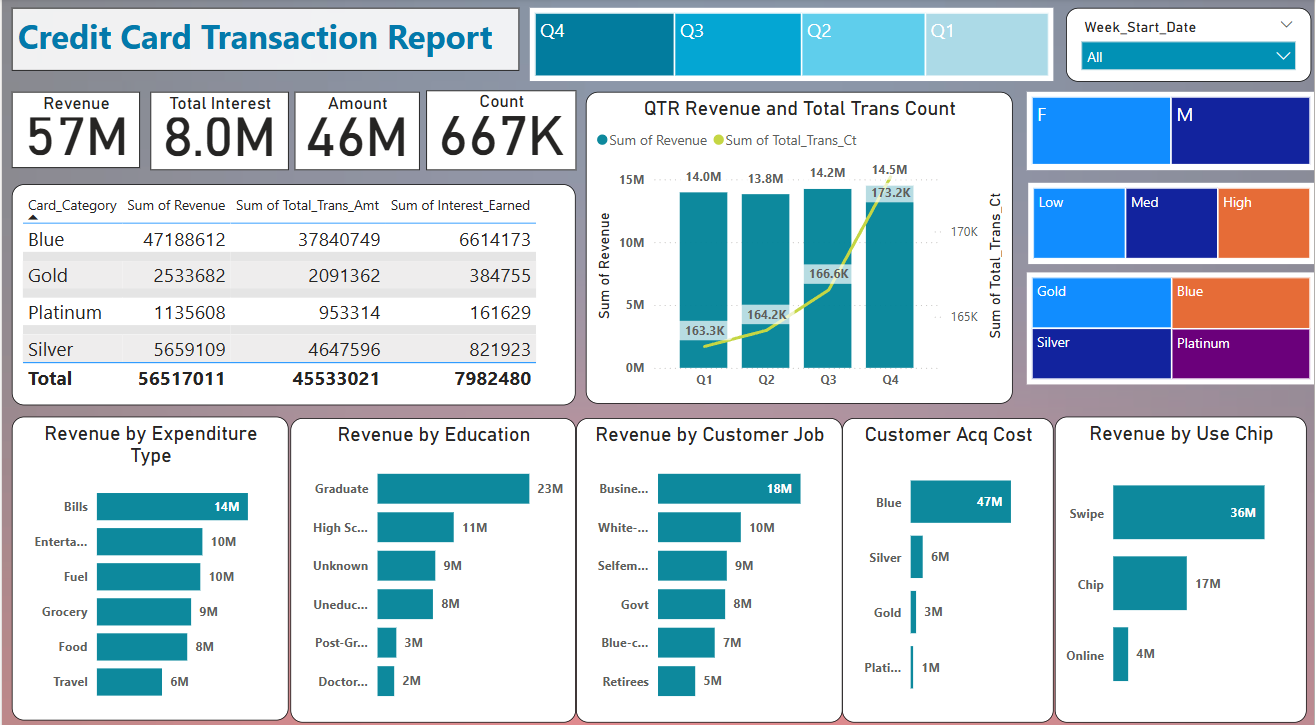 Credit Card Transaction Report
Q4 Q3 Q2 Q1
Week_Start_Date
All
Revenue
57M
Total Interest
8.0M
Amount
46M
Count
667K
QTR Revenue and Total Trans Count
Sum of Revenue Sum of Total_Trans_Ct
15M
10M
5M
0M
Sum of Revenue
14.0M 13.8M 14.2M 14.5M
163.3K 164.2K 166.6K 173.2K
170K
165K
Sum of Total_Trans_Ct
Q1 Q2 Q3 Q4
F M
Low Med High
Gold Blue
Silver Platinum
Card_Category Sum of Revenue Sum of Total_Trans_Amt Sum of Interest_Earned
Blue 47188612 37840749 6614173
Gold 2533682 2091362 384755
Platinum 1135608 953314 161629
Silver 5659109 4647596 821923
Total 56517011 45533021 7982480
Revenue by Expenditure
Type
Bills 14M
Enterta... 10M
Fuel 10M
Grocery 9M
Food 8M
Travel 6M
Revenue by Education
Graduate 23M
High Sc... 11M
Unknown 9M
Uneduc... 8M
Post-Gr... 3M
Doctor... 2M
Revenue by Customer Job
Busine... 18M
White-... 10M
Selfem... 9M
Govt 8M
Blue-c... 7M
Retirees 5M
Customer Acq Cost
Blue 47M
Silver 6M
Gold 3M
Plati... 1M
Revenue by Use Chip
Swipe 36M
Chip 17M
Online 4M